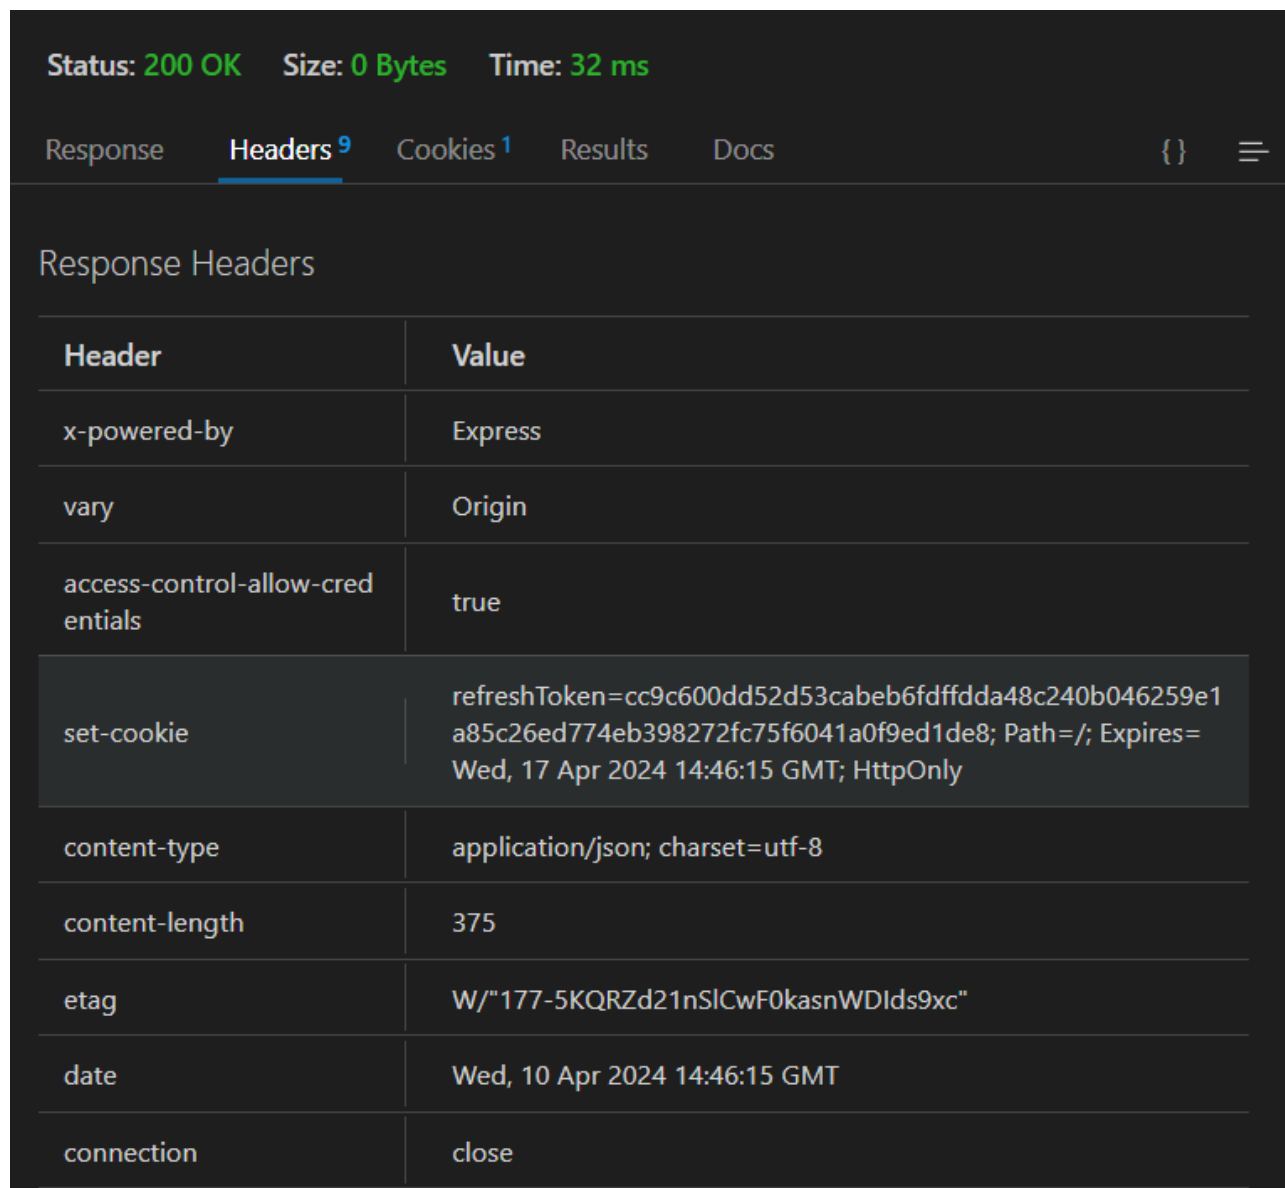 Status: 200 OK Size: 0 Bytes Time: 32 ms
Response Headers 9 Cookies 1 Results Docs { }
Response Headers
Header Value
x-powered-by Express
vary Origin
access-control-allow-cred
entials
true
set-cookie
refreshToken=cc9c600dd52d53cabeb6fdffdda48c240b046259e1
a85c26ed774eb398272fc75f6041a0f9ed1de8; Path=/; Expires=
Wed, 17 Apr 2024 14:46:15 GMT; HttpOnly
content-type application/json; charset=utf-8
content-length 375
etag W/"177-5KQRZd21nSlCwF0kasnWDIds9xc"
date Wed, 10 Apr 2024 14:46:15 GMT
connection close